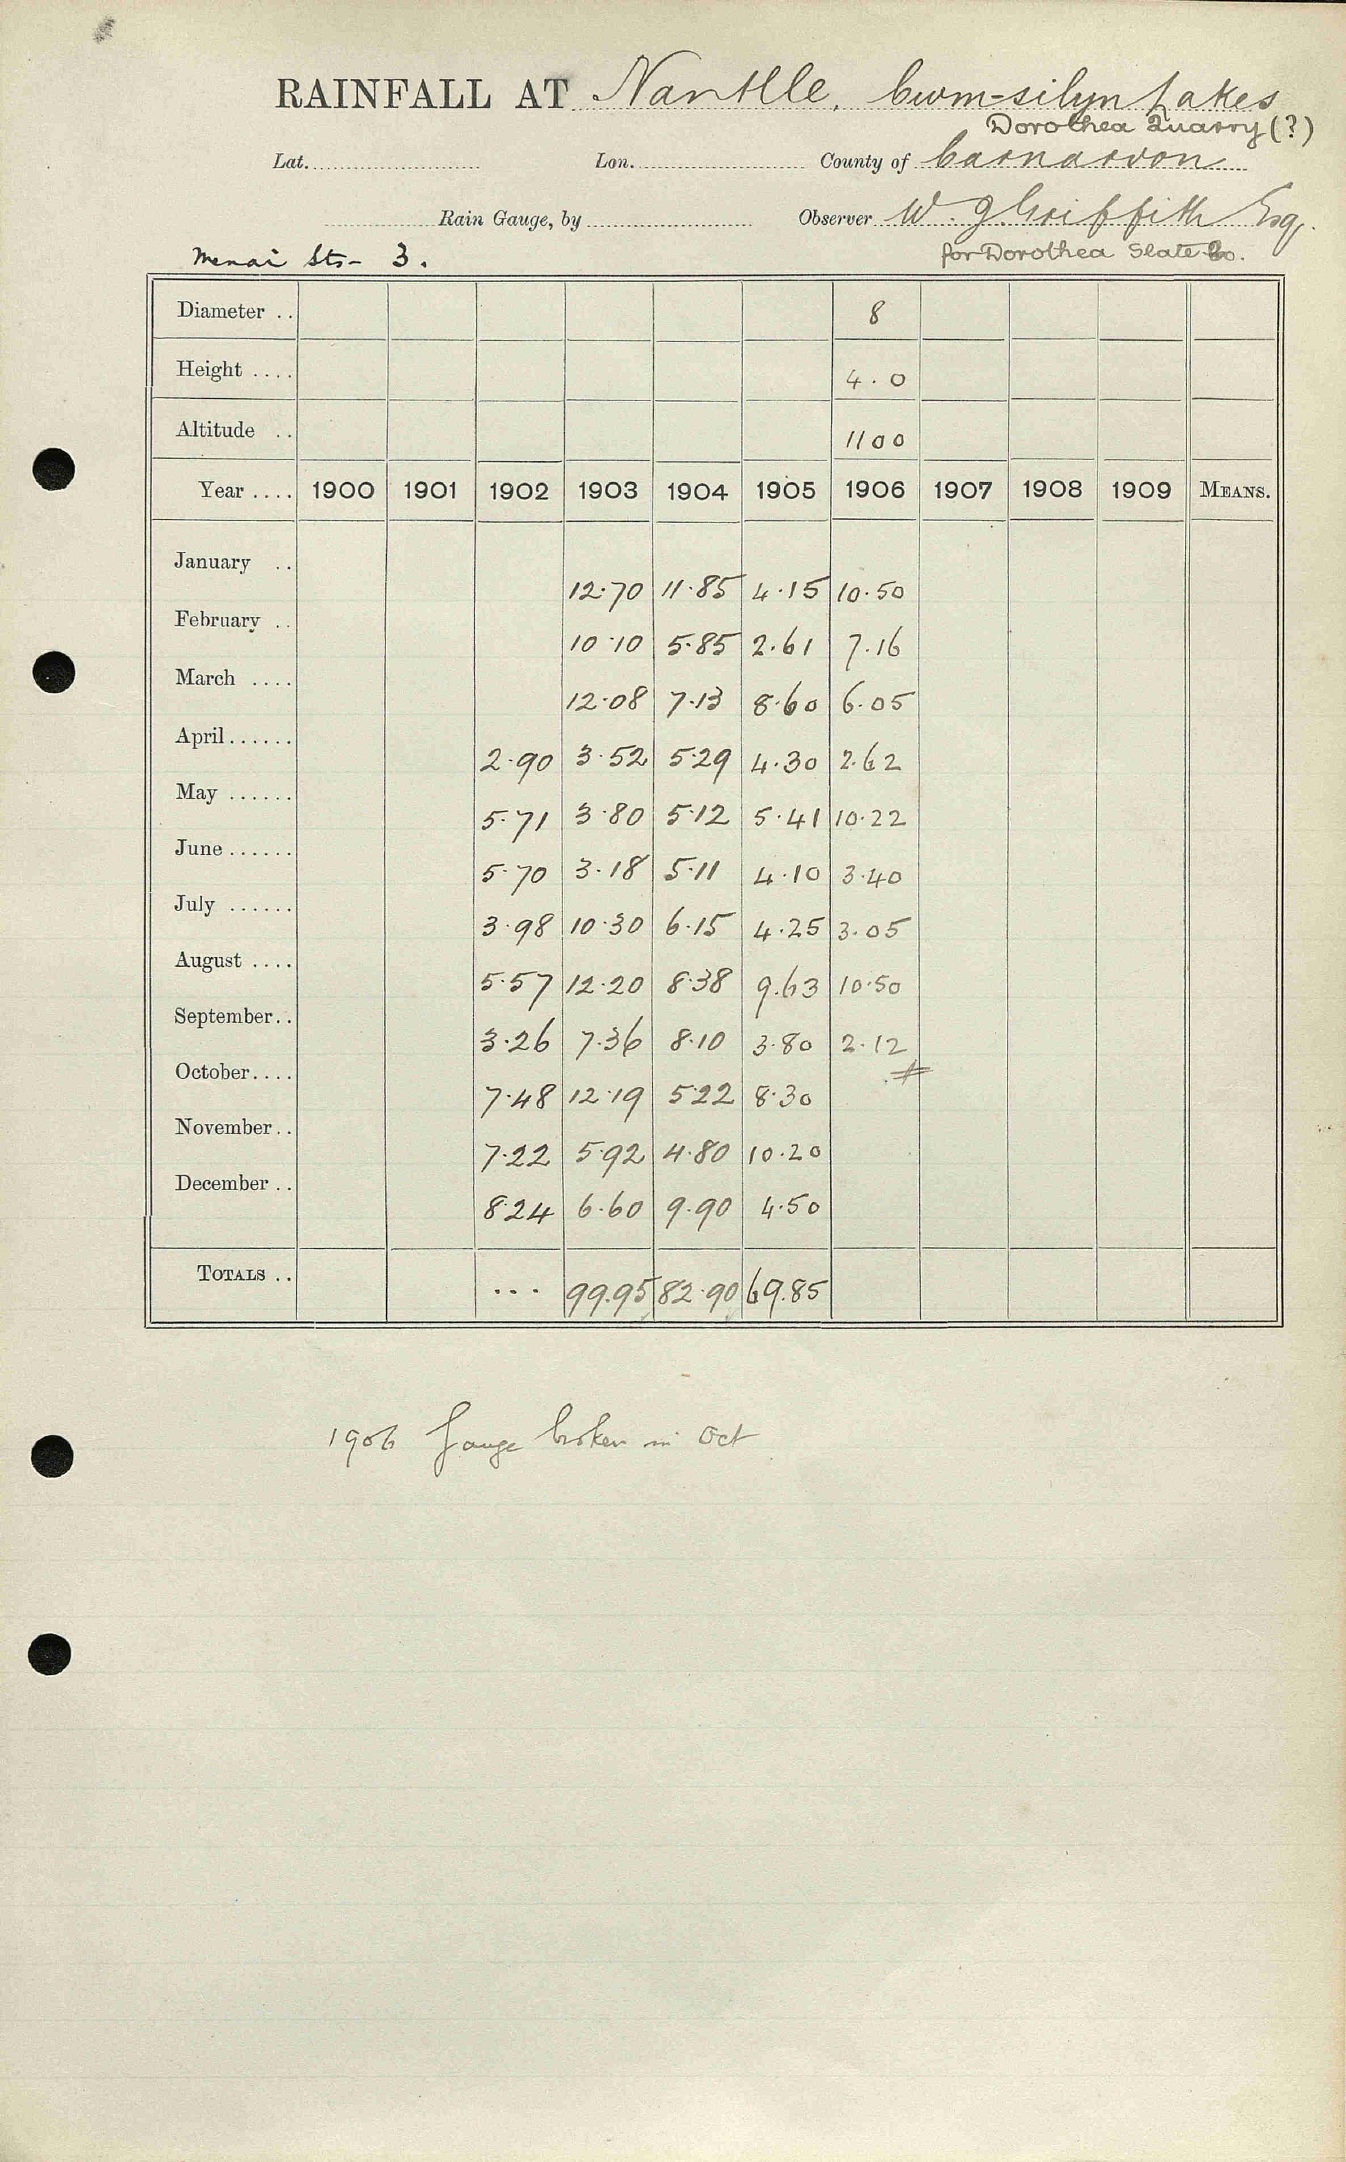 RAINFALL AT Nantlle, Cwm-silyn Lakes
Dorothea Quarry (?)
Lat. Lon. County of Carnarvon
Rain Gauge, by Observer W. J Griffith Esq.
Menai Sts- 3. for Dorothea Slate Co.
Diameter .. 8
Height .... 4.0
Altitude .. 1100
Year .... 1900 1901 1902 1903 1904 1905 1906 1907 1908 1909 MEANS.
January .. 12.70 11.85 4.15 10.50
February .. 10.10 5.85 2.61 7.16
March .... 12.08 7.13 8.60 6.05
April...... 2.90 3.52 5.29 4.30 2.62
May ...... 5.71 3.80 5.12 5.41 10.22
June ...... 5.70 3.18 5.11 4.10 3.40
July ...... 3.98 10.30 6.15 4.25 3.05
August .... 5.57 12.20 8.38 9.63 10.50
September.. 3.26 7.36 8.10 3.80 2.12
October.... 7.48 12.19 5.22 8.30 #
November.. 7.22 5.92 4.80 10.20
December .. 8.24 6.60 9.90 4.50
TOTALS .. ... 99.95 82.90 69.85
1906 Gauge broken in Oct